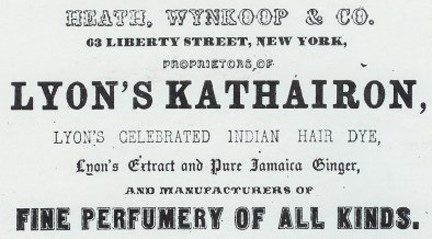 HEATH, WYNKOOP & CO.
63 LIBERTY STREET, NEW YORK,
PROPRIETORS OF
LYON'S KATHAIRON,
LYON'S CELEBRATED INDIAN HAIR DYE,
Lyon's Extract and Pure Jamaica Ginger,
AND MANUFACTURERS OF
FINE PERFUMERY OF ALL KINDS.